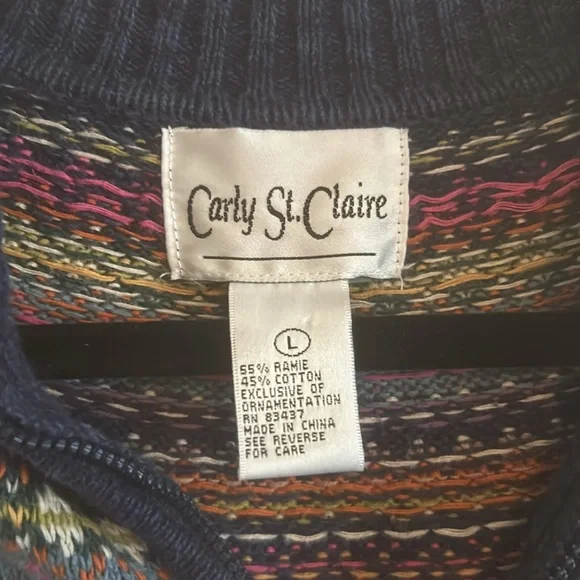 Carly St. Claire
L
55% RAMIE
45% COTTON
EXCLUSIVE OF
ORNAMENTATION
RN 83437
MADE IN CHINA
SEE REVERSE
FOR CARE